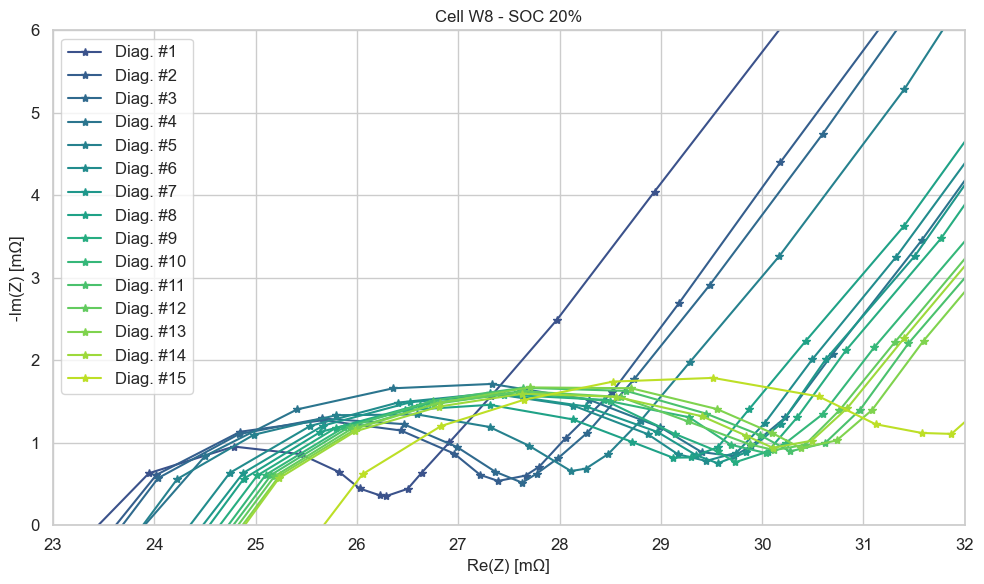 Cell W8 - SOC 20%
6
5
4
3
2
1
0
-Im(Z) [mΩ]
Diag. #1
Diag. #2
Diag. #3
Diag. #4
Diag. #5
Diag. #6
Diag. #7
Diag. #8
Diag. #9
Diag. #10
Diag. #11
Diag. #12
Diag. #13
Diag. #14
Diag. #15
23 24 25 26 27 28 29 30 31 32
Re(Z) [mΩ]